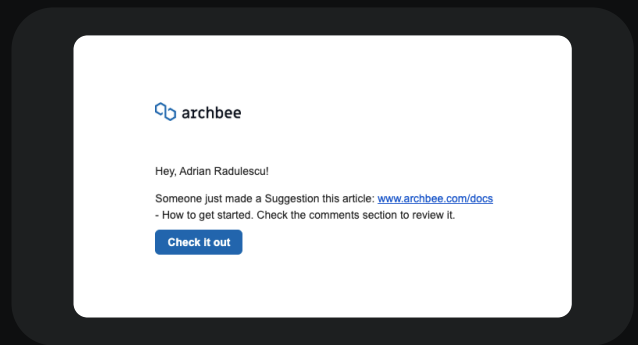 archbee
Hey, Adrian Radulescu!
Someone just made a Suggestion this article: www.archbee.com/docs
- How to get started. Check the comments section to review it.
Check it out